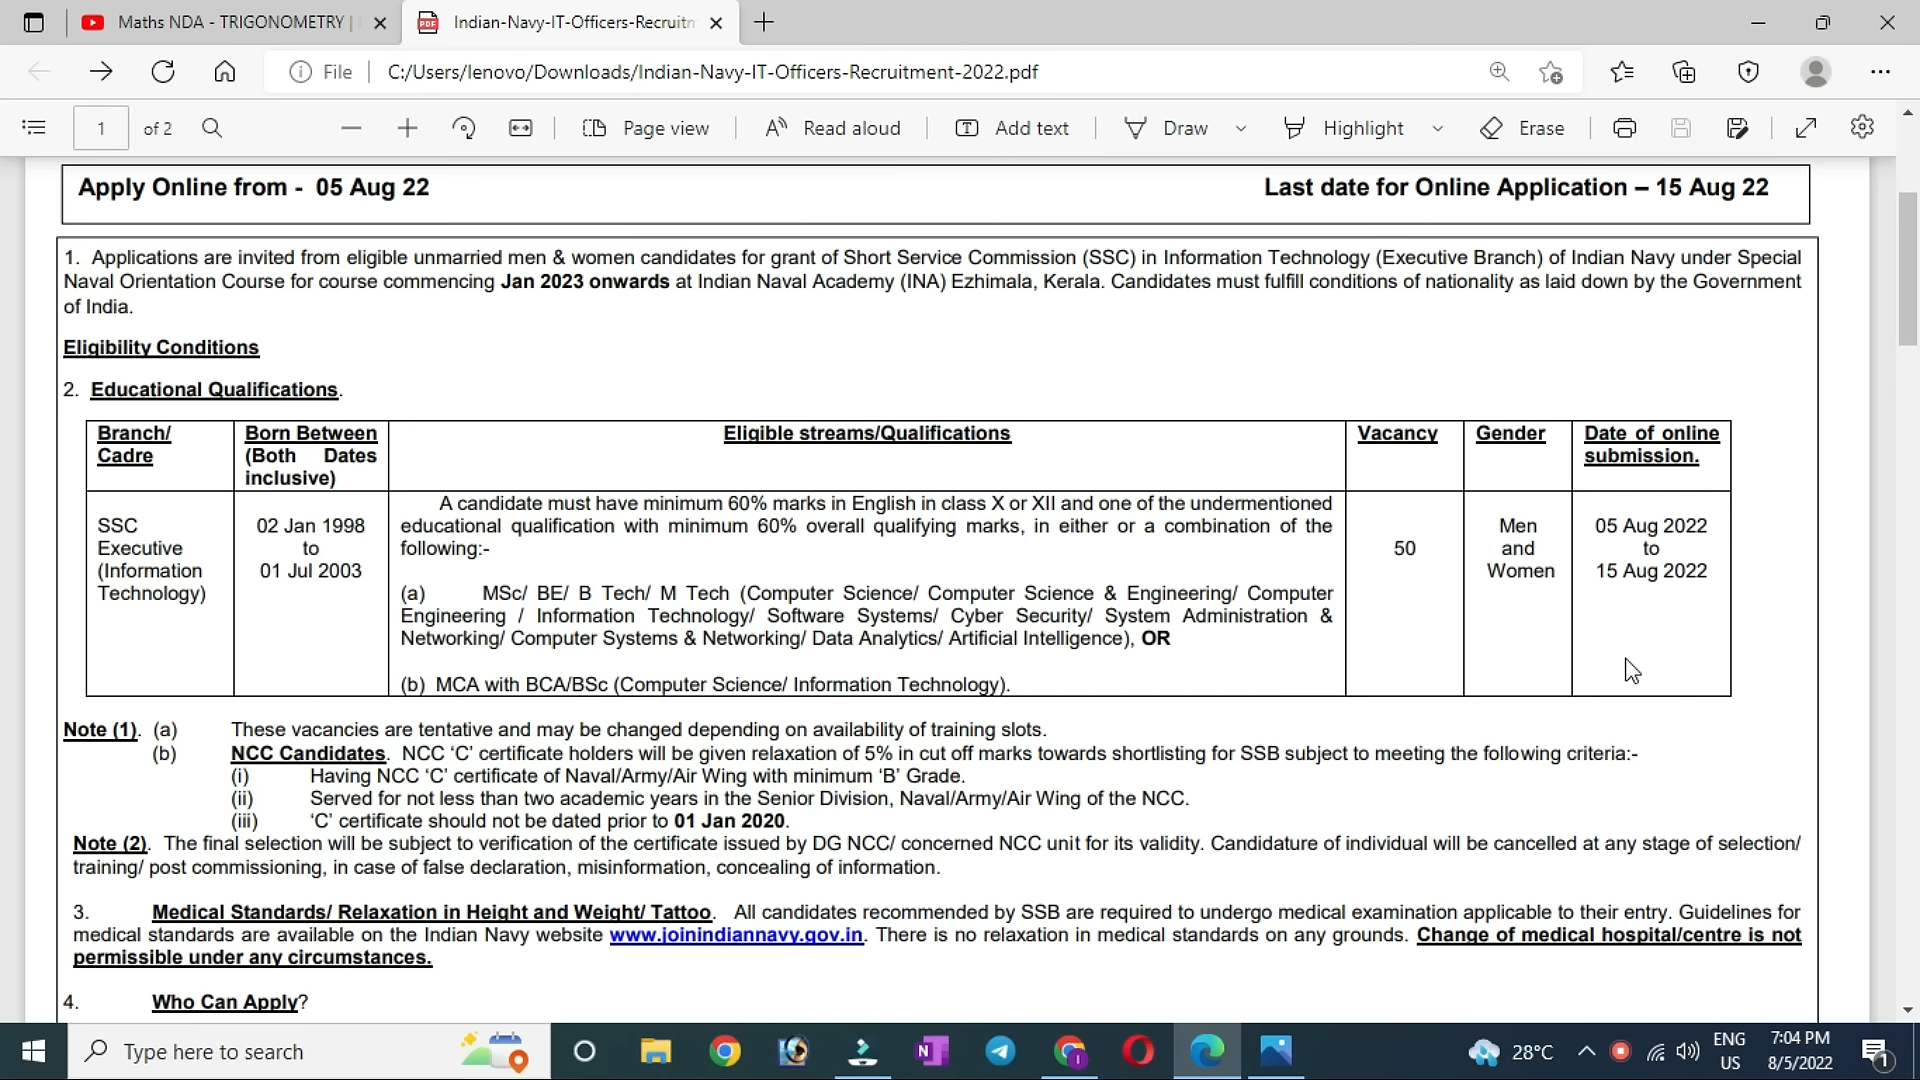 Maths NDA - TRIGONOMETRY |
Indian-Navy-IT-Officers-Recruitm
File
C:/Users/lenovo/Downloads/Indian-Navy-IT-Officers-Recruitment-2022.pdf
1 of 2
Page view
Read aloud
Add text
Draw
Highlight
Erase
Apply Online from - 05 Aug 22
Last date for Online Application – 15 Aug 22
1. Applications are invited from eligible unmarried men & women candidates for grant of Short Service Commission (SSC) in Information Technology (Executive Branch) of Indian Navy under Special
Naval Orientation Course for course commencing Jan 2023 onwards at Indian Naval Academy (INA) Ezhimala, Kerala. Candidates must fulfill conditions of nationality as laid down by the Government
of India.
Eligibility Conditions
2. Educational Qualifications.
Branch/
Cadre
Born Between
(Both Dates
inclusive)
Eligible streams/Qualifications
Vacancy
Gender
Date of online
submission.
SSC
Executive
(Information
Technology)
02 Jan 1998
to
01 Jul 2003
A candidate must have minimum 60% marks in English in class X or XII and one of the undermentioned
educational qualification with minimum 60% overall qualifying marks, in either or a combination of the
following:-
(a) MSc/ BE/ B Tech/ M Tech (Computer Science/ Computer Science & Engineering/ Computer
Engineering / Information Technology/ Software Systems/ Cyber Security/ System Administration &
Networking/ Computer Systems & Networking/ Data Analytics/ Artificial Intelligence), OR
(b) MCA with BCA/BSc (Computer Science/ Information Technology).
50
Men
and
Women
05 Aug 2022
to
15 Aug 2022
Note (1). (a) These vacancies are tentative and may be changed depending on availability of training slots.
(b) NCC Candidates. NCC ‘C’ certificate holders will be given relaxation of 5% in cut off marks towards shortlisting for SSB subject to meeting the following criteria:-
(i) Having NCC ‘C’ certificate of Naval/Army/Air Wing with minimum ‘B’ Grade.
(ii) Served for not less than two academic years in the Senior Division, Naval/Army/Air Wing of the NCC.
(iii) ‘C’ certificate should not be dated prior to 01 Jan 2020.
Note (2). The final selection will be subject to verification of the certificate issued by DG NCC/ concerned NCC unit for its validity. Candidature of individual will be cancelled at any stage of selection/
training/ post commissioning, in case of false declaration, misinformation, concealing of information.
3. Medical Standards/ Relaxation in Height and Weight/ Tattoo. All candidates recommended by SSB are required to undergo medical examination applicable to their entry. Guidelines for
medical standards are available on the Indian Navy website www.joinindiannavy.gov.in. There is no relaxation in medical standards on any grounds. Change of medical hospital/centre is not
permissible under any circumstances.
4. Who Can Apply?
Type here to search
28°C
ENG
US
7:04 PM
8/5/2022
1